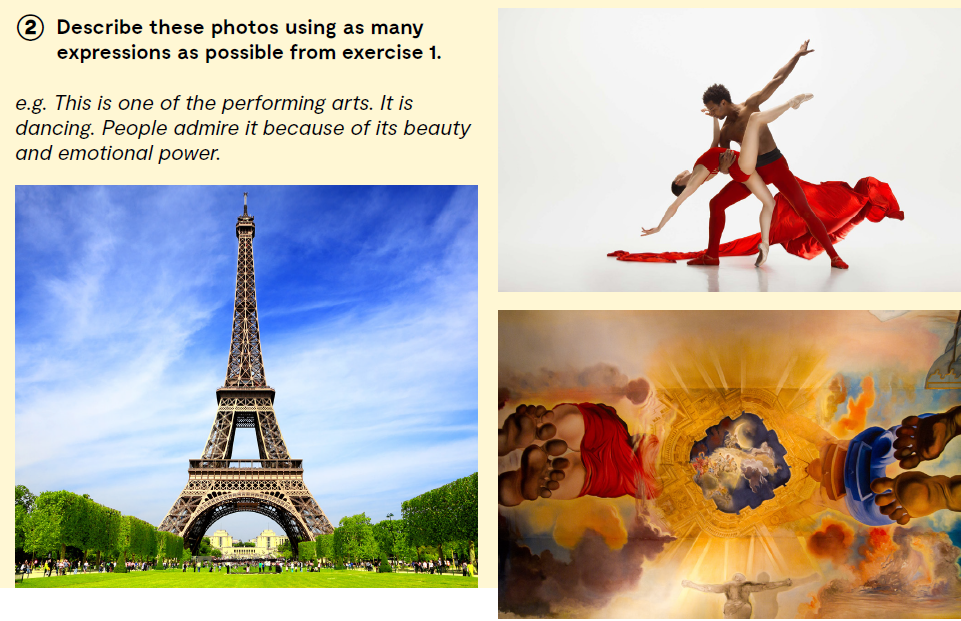 2 Describe these photos using as many
expressions as possible from exercise 1.
e.g. This is one of the performing arts. It is
dancing. People admire it because of its beauty
and emotional power.